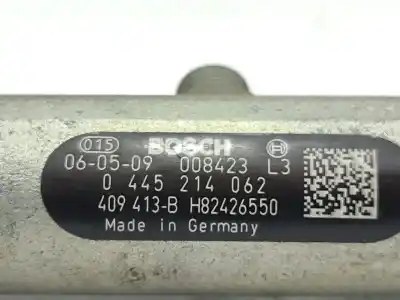 015 BOSCH
06-05-09 008423 L3
0 445 214 062
409 413-B H82426550
Made in Germany